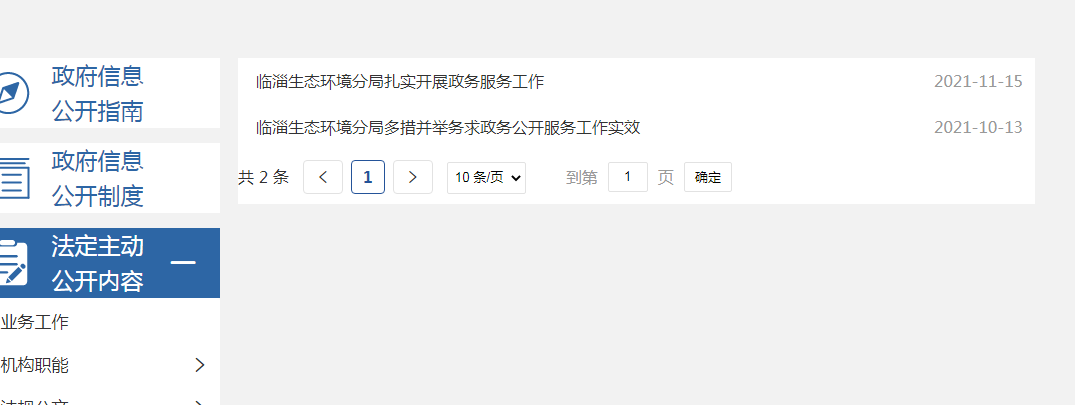 政府信息
公开指南
政府信息
公开制度
法定主动
公开内容
业务工作
机构职能
临淄生态环境分局扎实开展政务服务工作 2021-11-15
临淄生态环境分局多措并举务求政务公开服务工作实效 2021-10-13
共 2 条 1 10 条/页 到第 1 页 确定